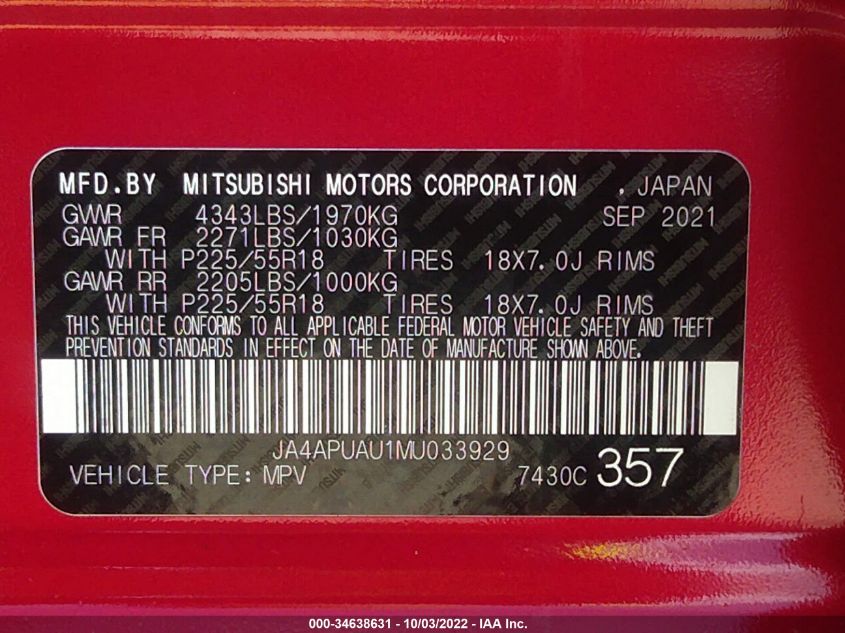 MFD.BY MITSUBISHI MOTORS CORPORATION . JAPAN
GVWR 4343LBS/1970KG SEP 2021
GAWR FR 2271LBS/1030KG
WITH P225/55R18 TIRES 18X7.0J RIMS
GAWR RR 2205LBS/1000KG
WITH P225/55R18 TIRES 18X7.0J RIMS
THIS VEHICLE CONFORMS TO ALL APPLICABLE FEDERAL MOTOR VEHICLE SAFETY AND THEFT
PREVENTION STANDARDS IN EFFECT ON THE DATE OF MANUFACTURE SHOWN ABOVE.
JA4APUAU1MU033929
VEHICLE TYPE: MPV 7430C 357
000-34638631 - 10/03/2022 - IAA Inc.